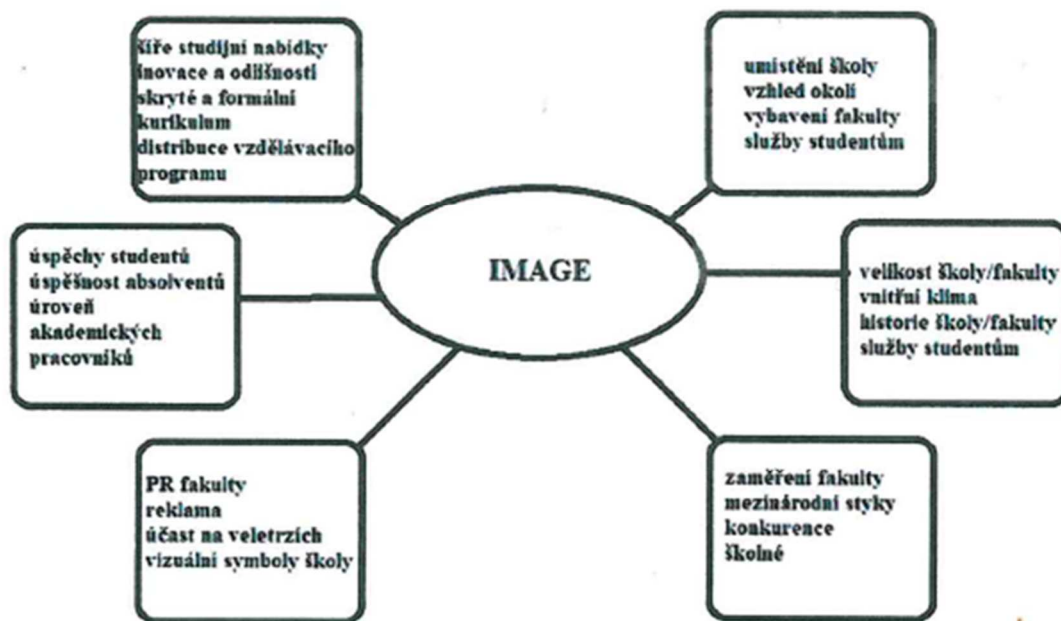 šíře studijní nabídky
inovace a odlišnosti
skryté a formální
kurikulum
distribuce vzdělávacího
programu
umístění školy
vzhled okolí
vybavení fakulty
služby studentům
IMAGE
úspěchy studentů
úspěšnost absolventů
úroveň
akademických
pracovníků
velikost školy/fakulty
vnitřní klima
historie školy/fakulty
služby studentům
PR fakulty
reklama
účast na veletrzích
vizuální symboly školy
zaměření fakulty
mezinárodní styky
konkurence
školné